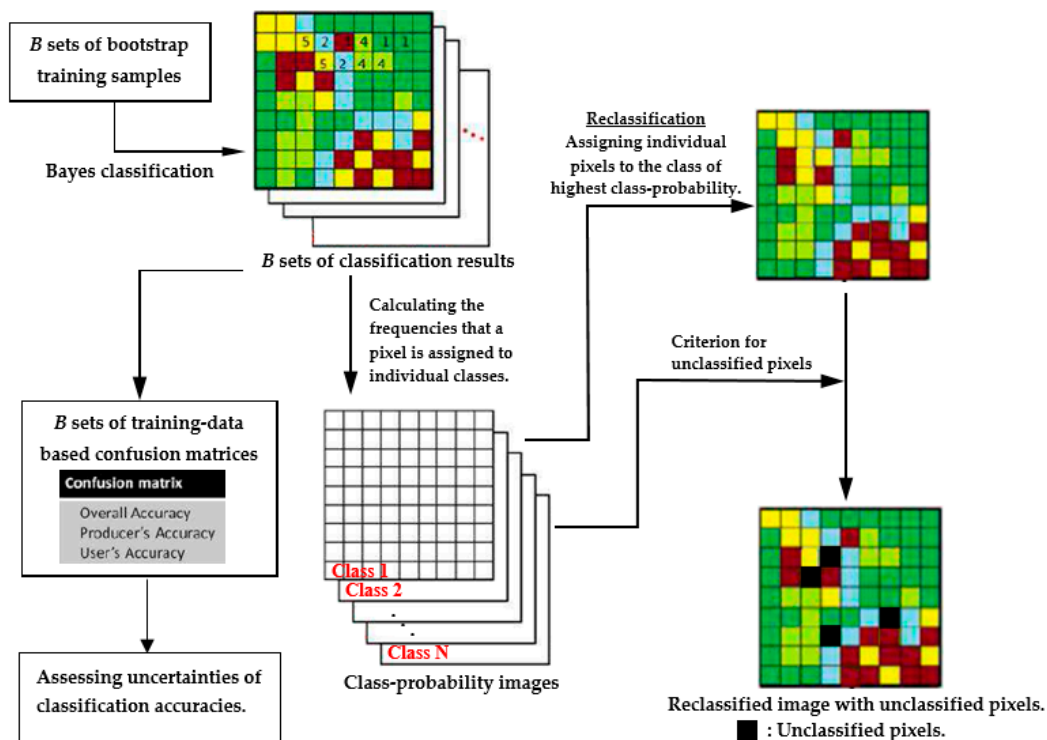 B sets of bootstrap
training samples
Bayes classification
5 2 3 4 1 1
5 2 4 4
B sets of classification results
Reclassification
Assigning individual
pixels to the class of
highest class-probability.
Calculating the
frequencies that a
pixel is assigned to
individual classes.
Criterion for
unclassified pixels
B sets of training-data
based confusion matrices
Confusion matrix
Overall Accuracy
Producer's Accuracy
User's Accuracy
Class 1
Class 2
Class N
Class-probability images
Assessing uncertainties of
classification accuracies.
Reclassified image with unclassified pixels.
: Unclassified pixels.